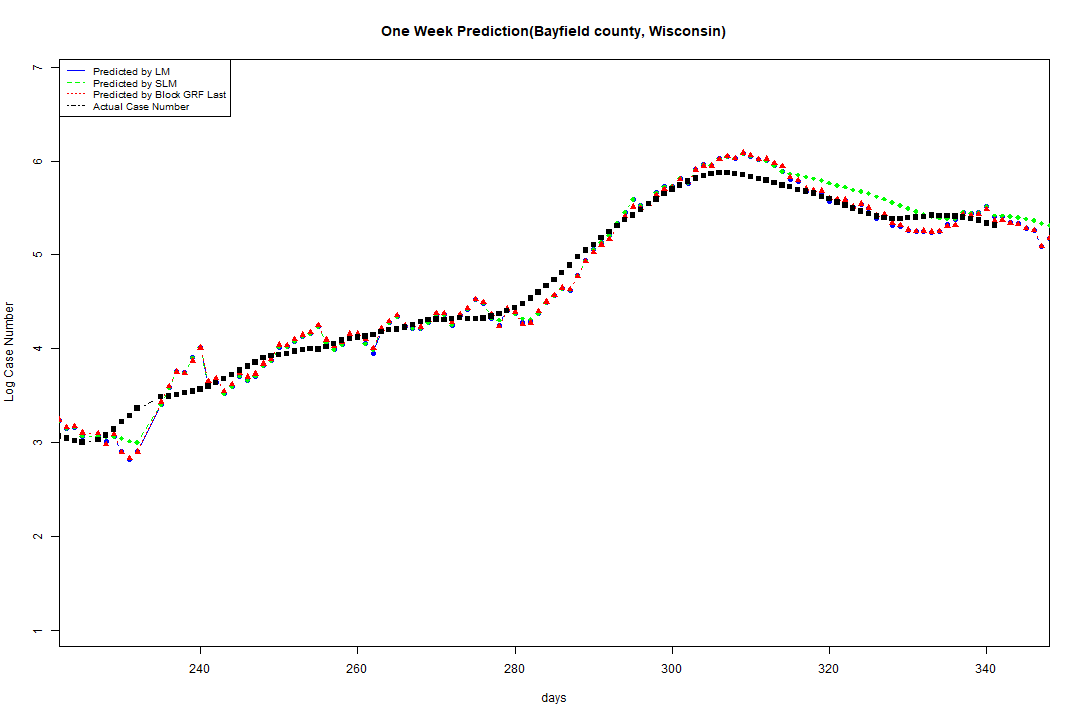 One Week Prediction(Bayfield county, Wisconsin)
Predicted by LM
Predicted by SLM
Predicted by Block GRF Last
Actual Case Number
7
6
5
4
3
2
1
Log Case Number
240 260 280 300 320 340
days